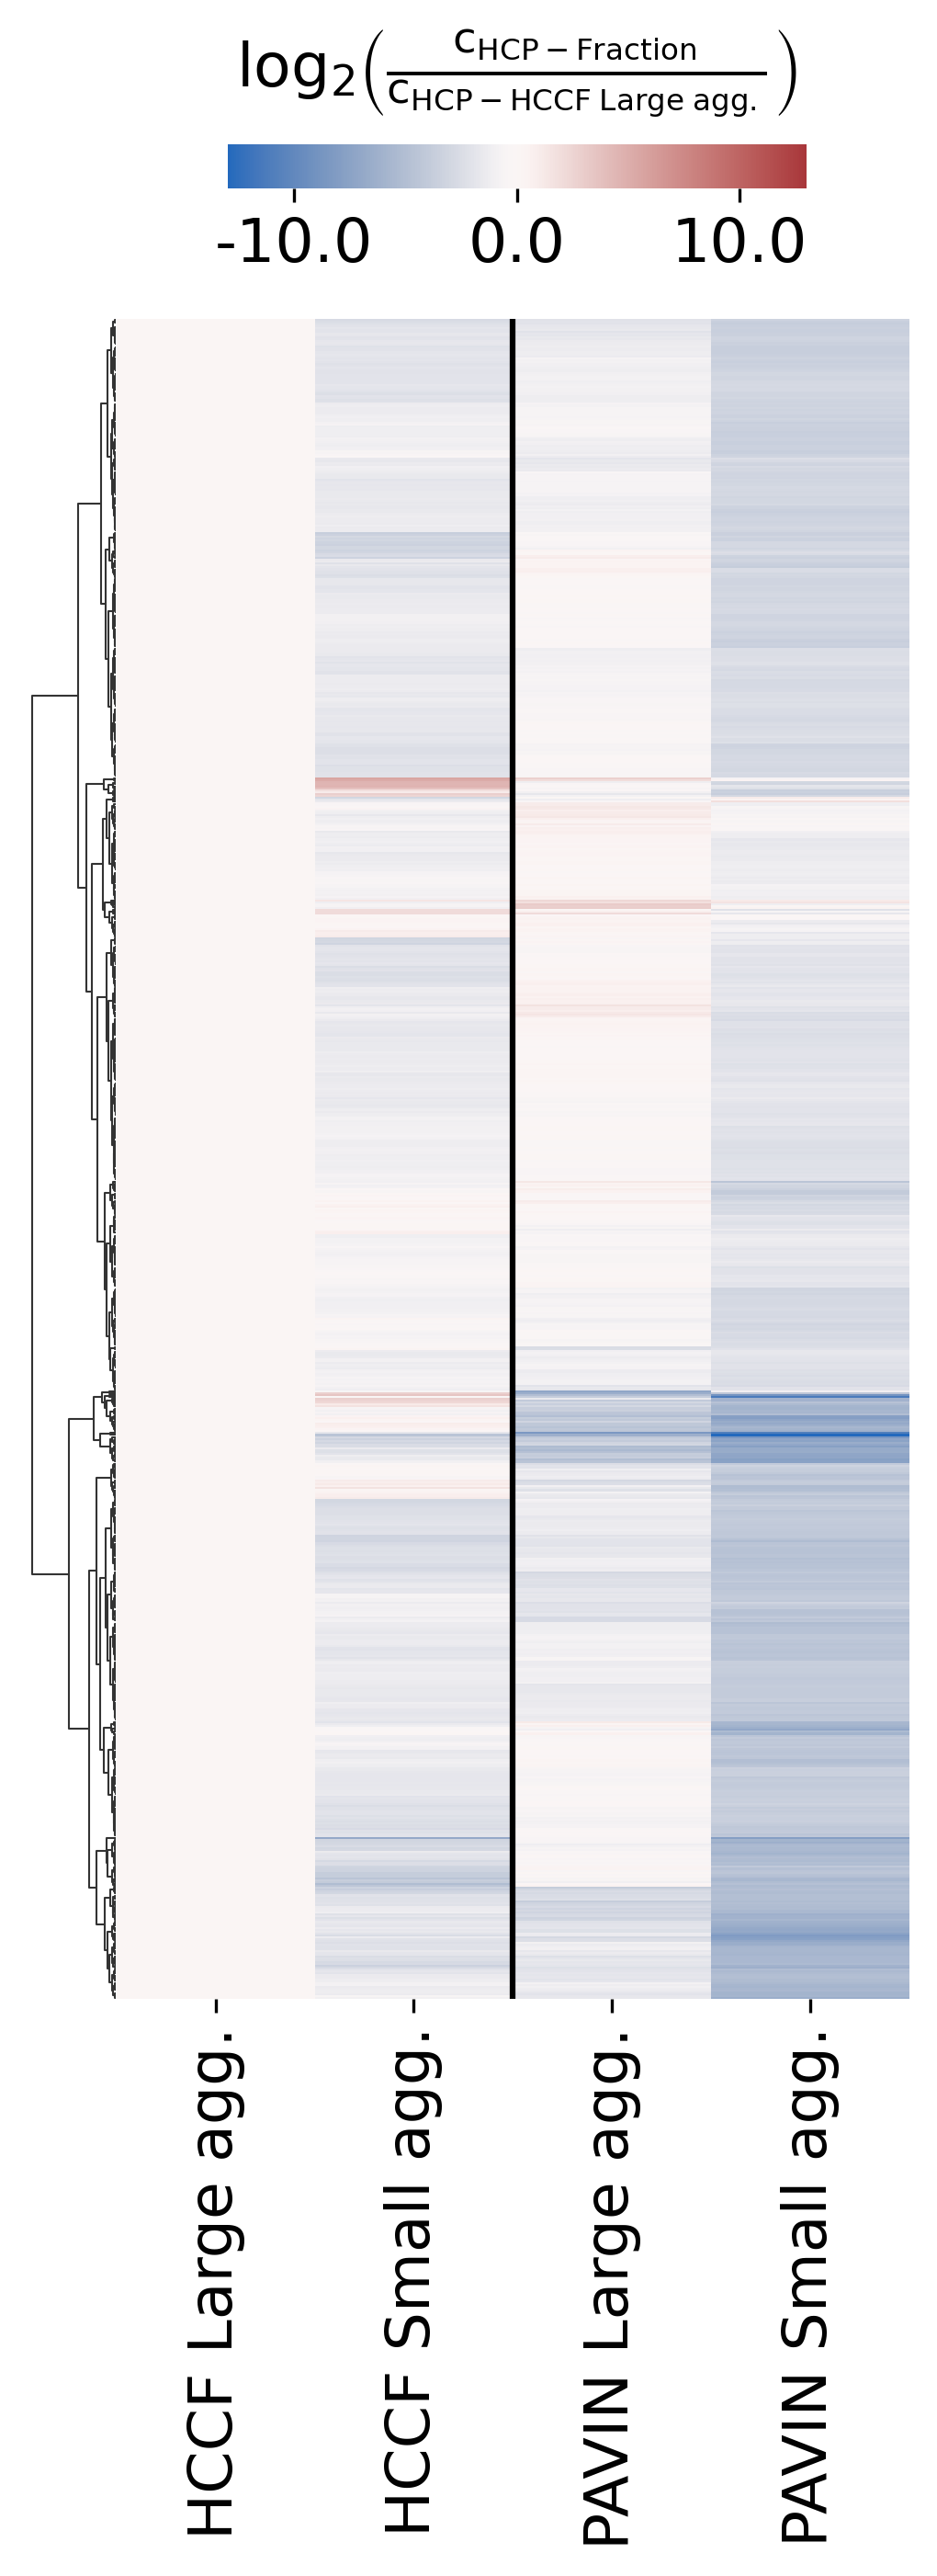 log2(cHCP−Fraction / cHCP−HCCF Large agg.)
-10.0 0.0 10.0
HCCF Large agg.
HCCF Small agg.
PAVIN Large agg.
PAVIN Small agg.